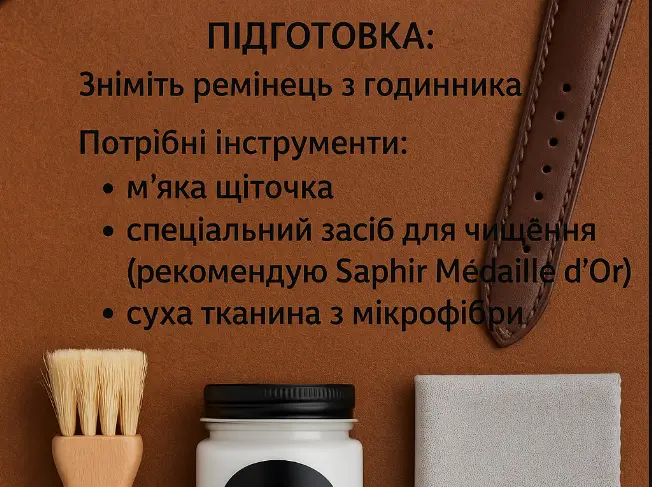 ПІДГОТОВКА:
Зніміть ремінець з годинника
Потрібні інструменти:
• м’яка щіточка
• спеціальний засіб для чищення
(рекомендую Saphir Médaille d’Or)
• суха тканина з мікрофібри